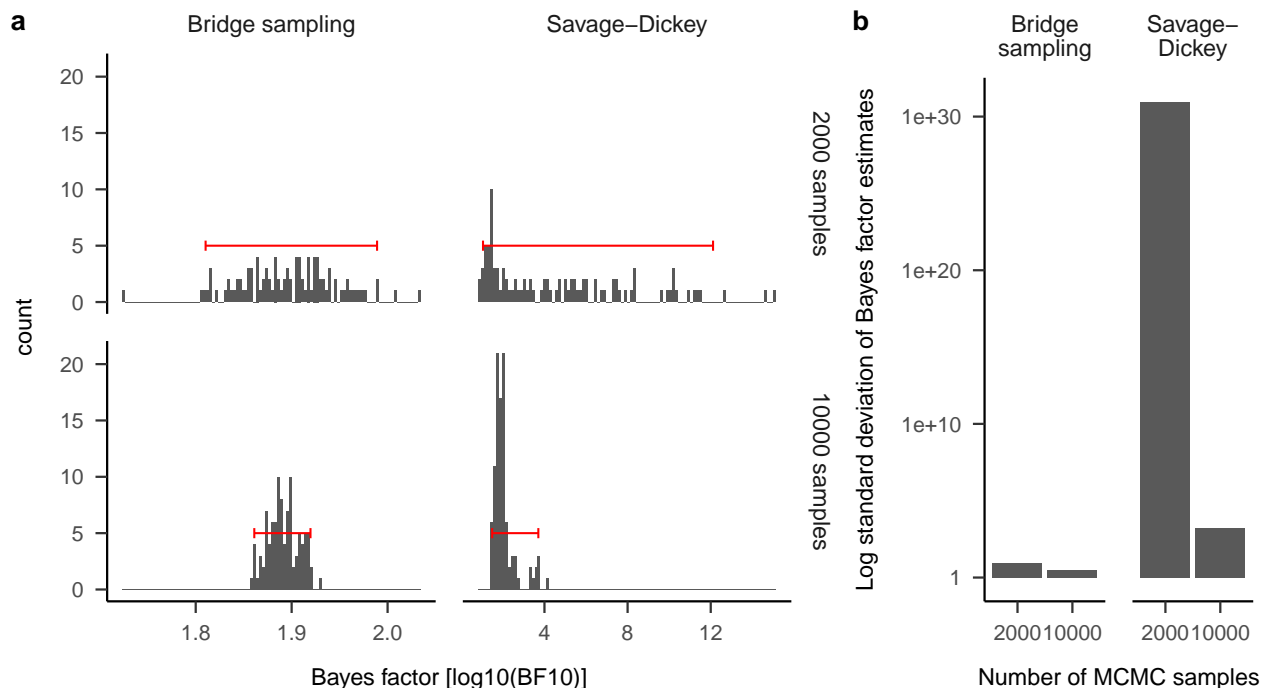 a
Bridge sampling
Savage−Dickey
count
20
15
10
5
0
2000 samples
20
15
10
5
0
10000 samples
1.8
1.9
2.0
4
8
12
Bayes factor [log10(BF10)]
b
Bridge
sampling
Savage−
Dickey
Log standard deviation of Bayes factor estimates
1e+30
1e+20
1e+10
1
2000
10000
2000
10000
Number of MCMC samples